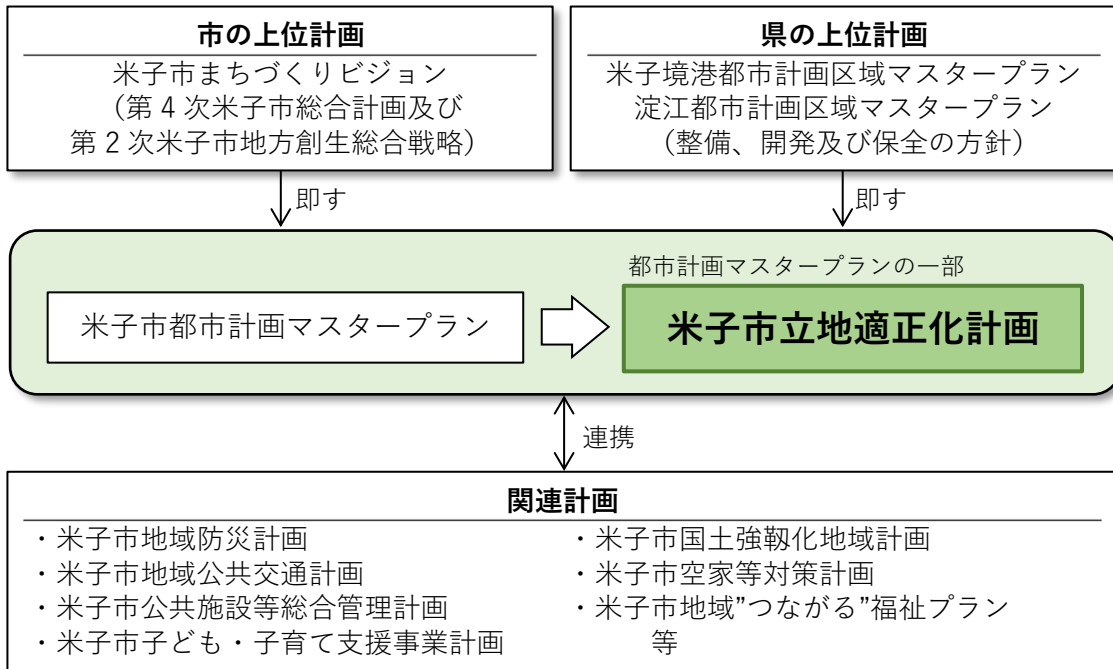 市の上位計画
米子市まちづくりビジョン
（第4次米子市総合計画及び
第2次米子市地方創生総合戦略）
県の上位計画
米子境港都市計画区域マスタープラン
淀江都市計画区域マスタープラン
（整備、開発及び保全の方針）
即す
即す
都市計画マスタープランの一部
米子市都市計画マスタープラン
米子市立地適正化計画
連携
関連計画
・米子市地域防災計画
・米子市地域公共交通計画
・米子市公共施設等総合管理計画
・米子市子ども・子育て支援事業計画
・米子市国土強靱化地域計画
・米子市空家等対策計画
・米子市地域”つながる”福祉プラン
等